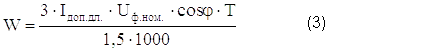 W = 3 · Iдоп.дл. · Uф.ном. · cosφ · T / 1,5 · 1000 (3)